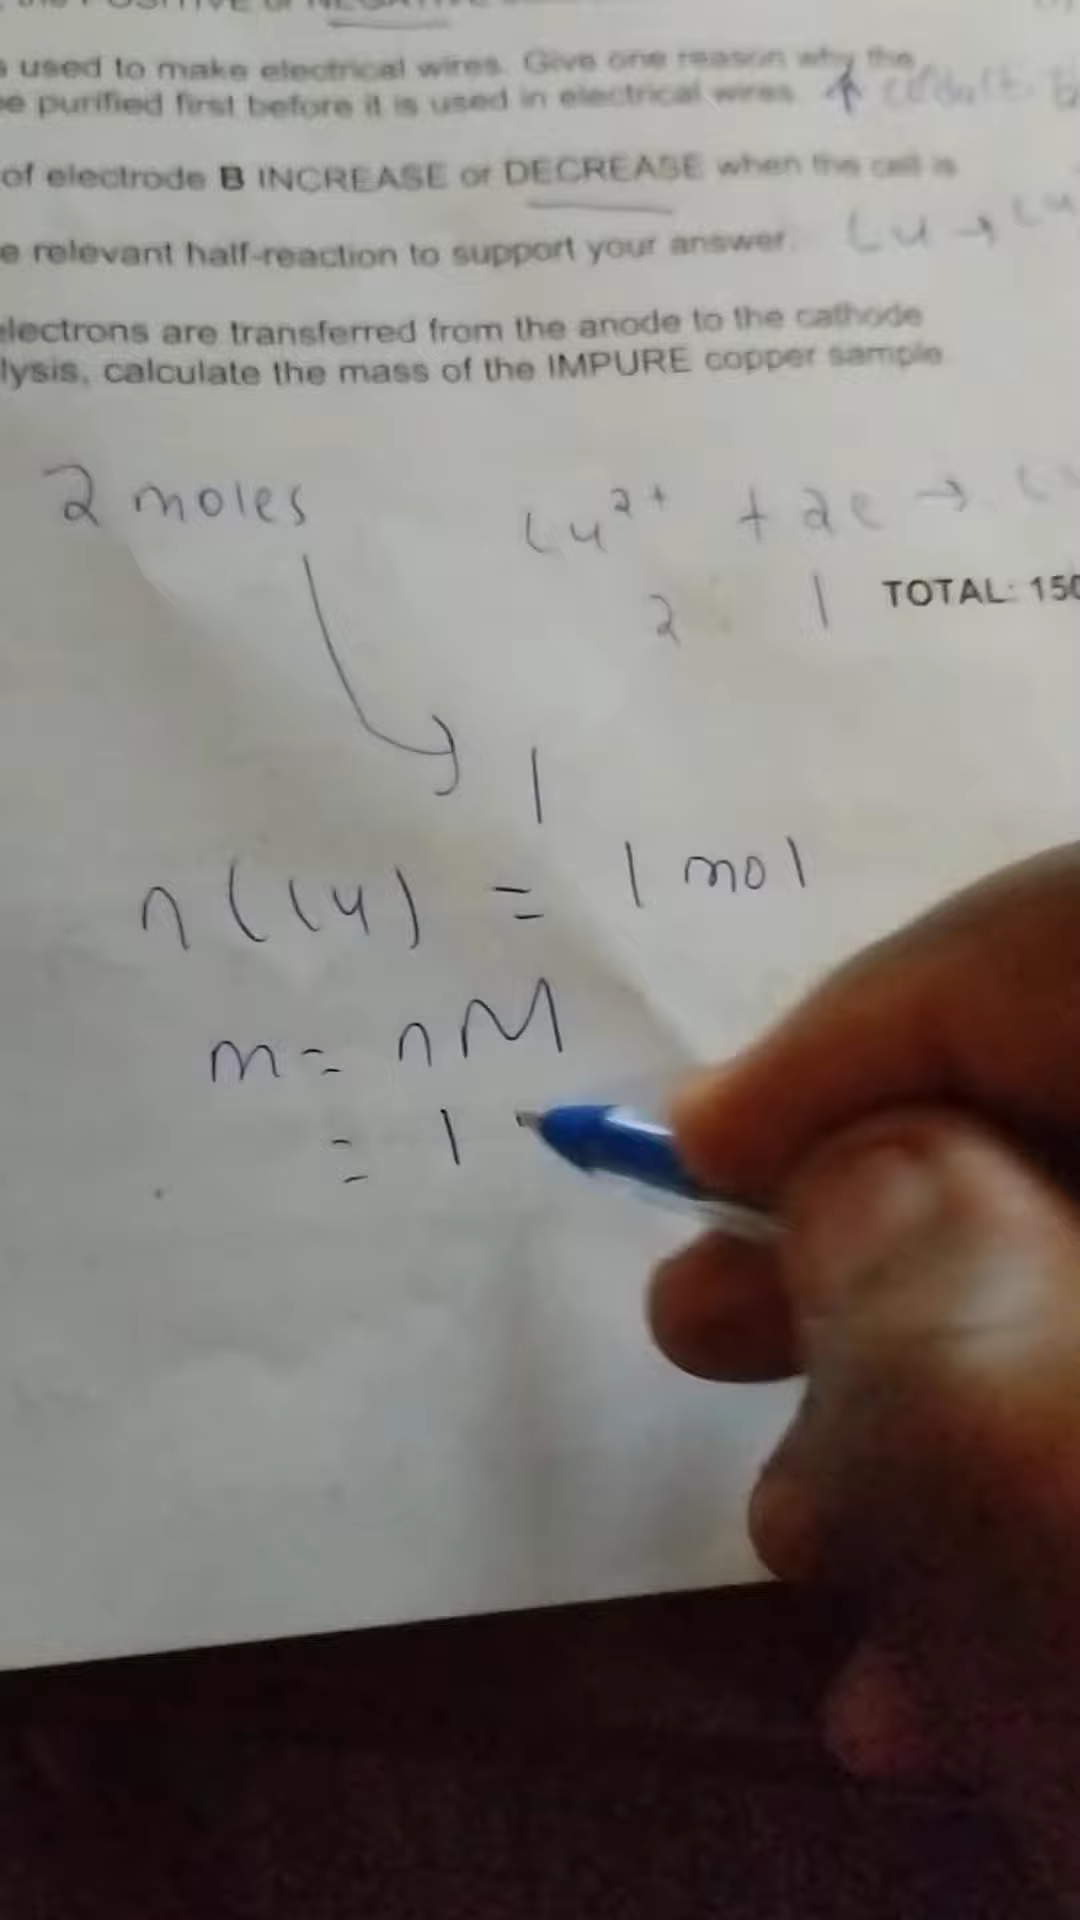 used to make electrical wires. Give one reason why the
purified first before it is used in electrical wires.
of electrode B INCREASE or DECREASE when the cell is
relevant half-reaction to support your answer. Cu →
electrons are transferred from the anode to the cathode
lysis, calculate the mass of the IMPURE copper sample
2 moles
Cu²⁺ + 2e →
2 1 TOTAL: 150
1
n(Cu) = 1 mol
m = nM
= 1